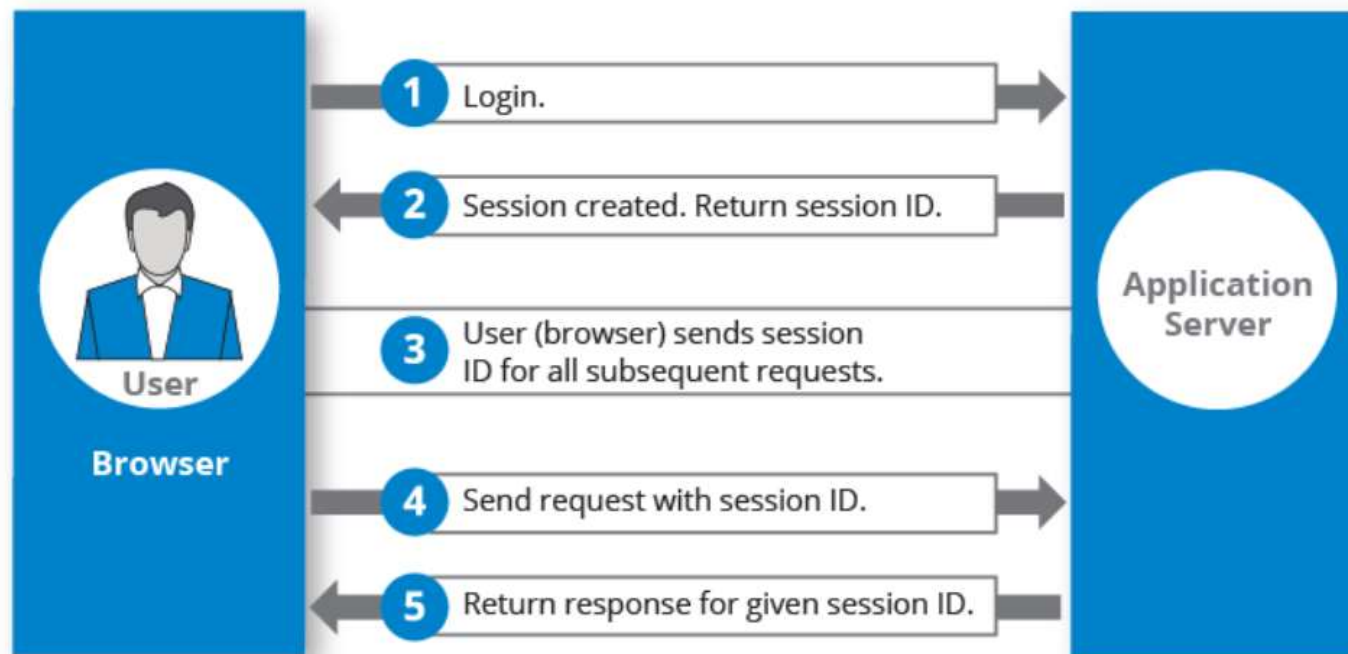 1 Login.
2 Session created. Return session ID.
Application
Server
3 User (browser) sends session
ID for all subsequent requests.
User
Browser
4 Send request with session ID.
5 Return response for given session ID.